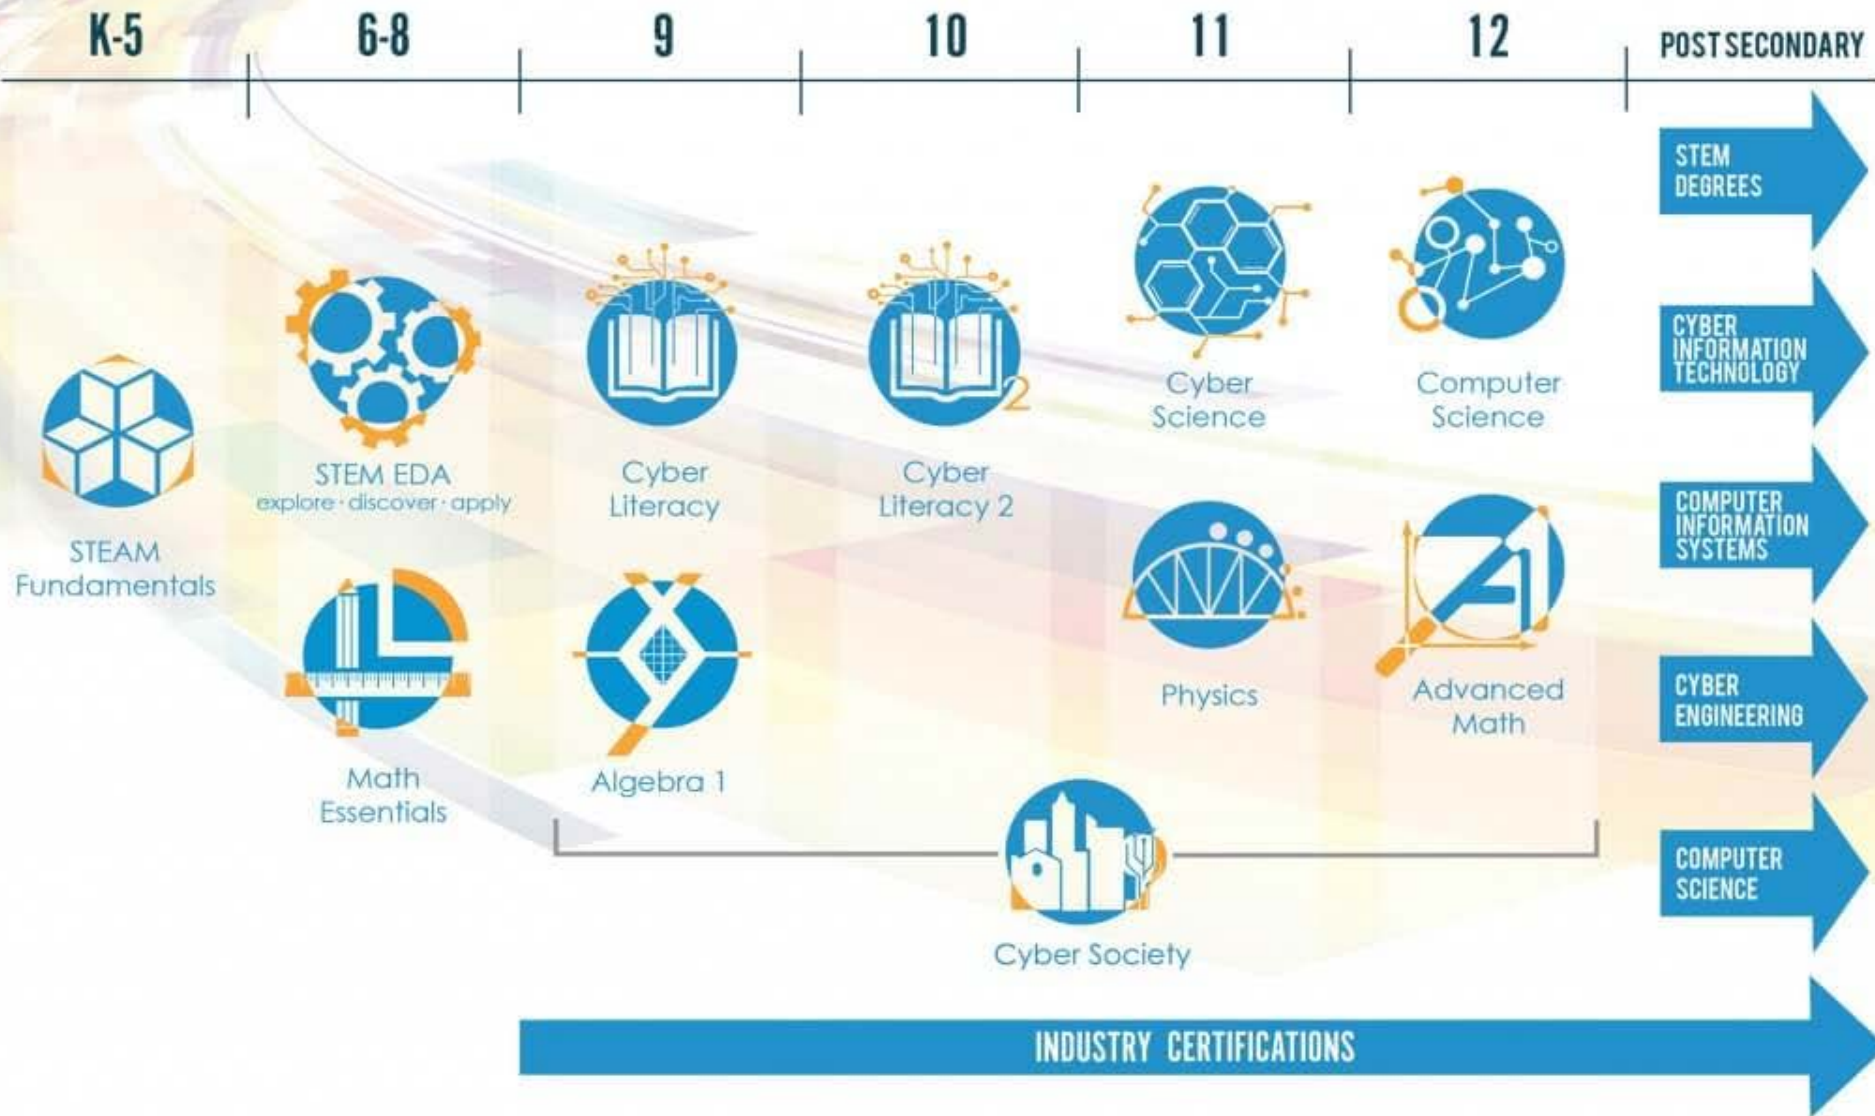 K-5
6-8
9
10
11
12
POST SECONDARY
STEAM
Fundamentals
STEM EDA
explore · discover · apply
Math
Essentials
Cyber
Literacy
Algebra 1
2
Cyber
Literacy 2
Cyber
Science
Physics
Computer
Science
A
Advanced
Math
Cyber Society
STEM
DEGREES
CYBER
INFORMATION
TECHNOLOGY
COMPUTER
INFORMATION
SYSTEMS
CYBER
ENGINEERING
COMPUTER
SCIENCE
INDUSTRY CERTIFICATIONS